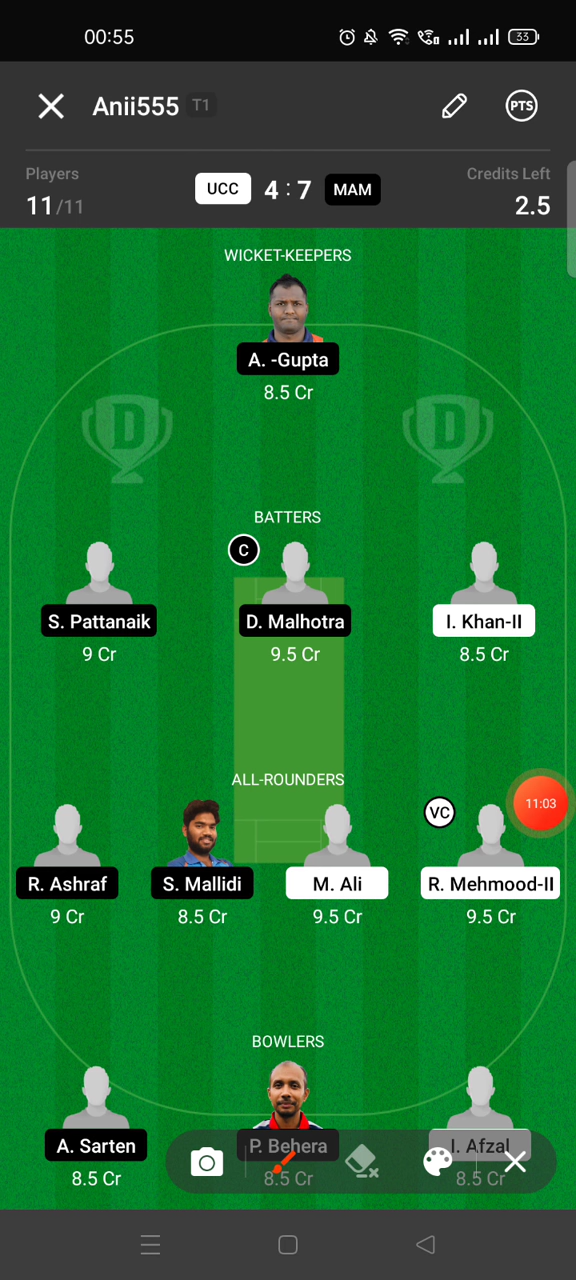 00:55
33
Anii555 T1
PTS
Players
Credits Left
11/11
UCC 4 : 7 MAM
2.5
WICKET-KEEPERS
A. -Gupta
8.5 Cr
D D
BATTERS
C
S. Pattanaik D. Malhotra I. Khan-II
9 Cr 9.5 Cr 8.5 Cr
ALL-ROUNDERS
VC
11:03
R. Ashraf S. Mallidi M. Ali R. Mehmood-II
9 Cr 8.5 Cr 9.5 Cr 9.5 Cr
BOWLERS
A. Sarten P. Behera I. Afzal
8.5 Cr 8.5 Cr 8.5 Cr